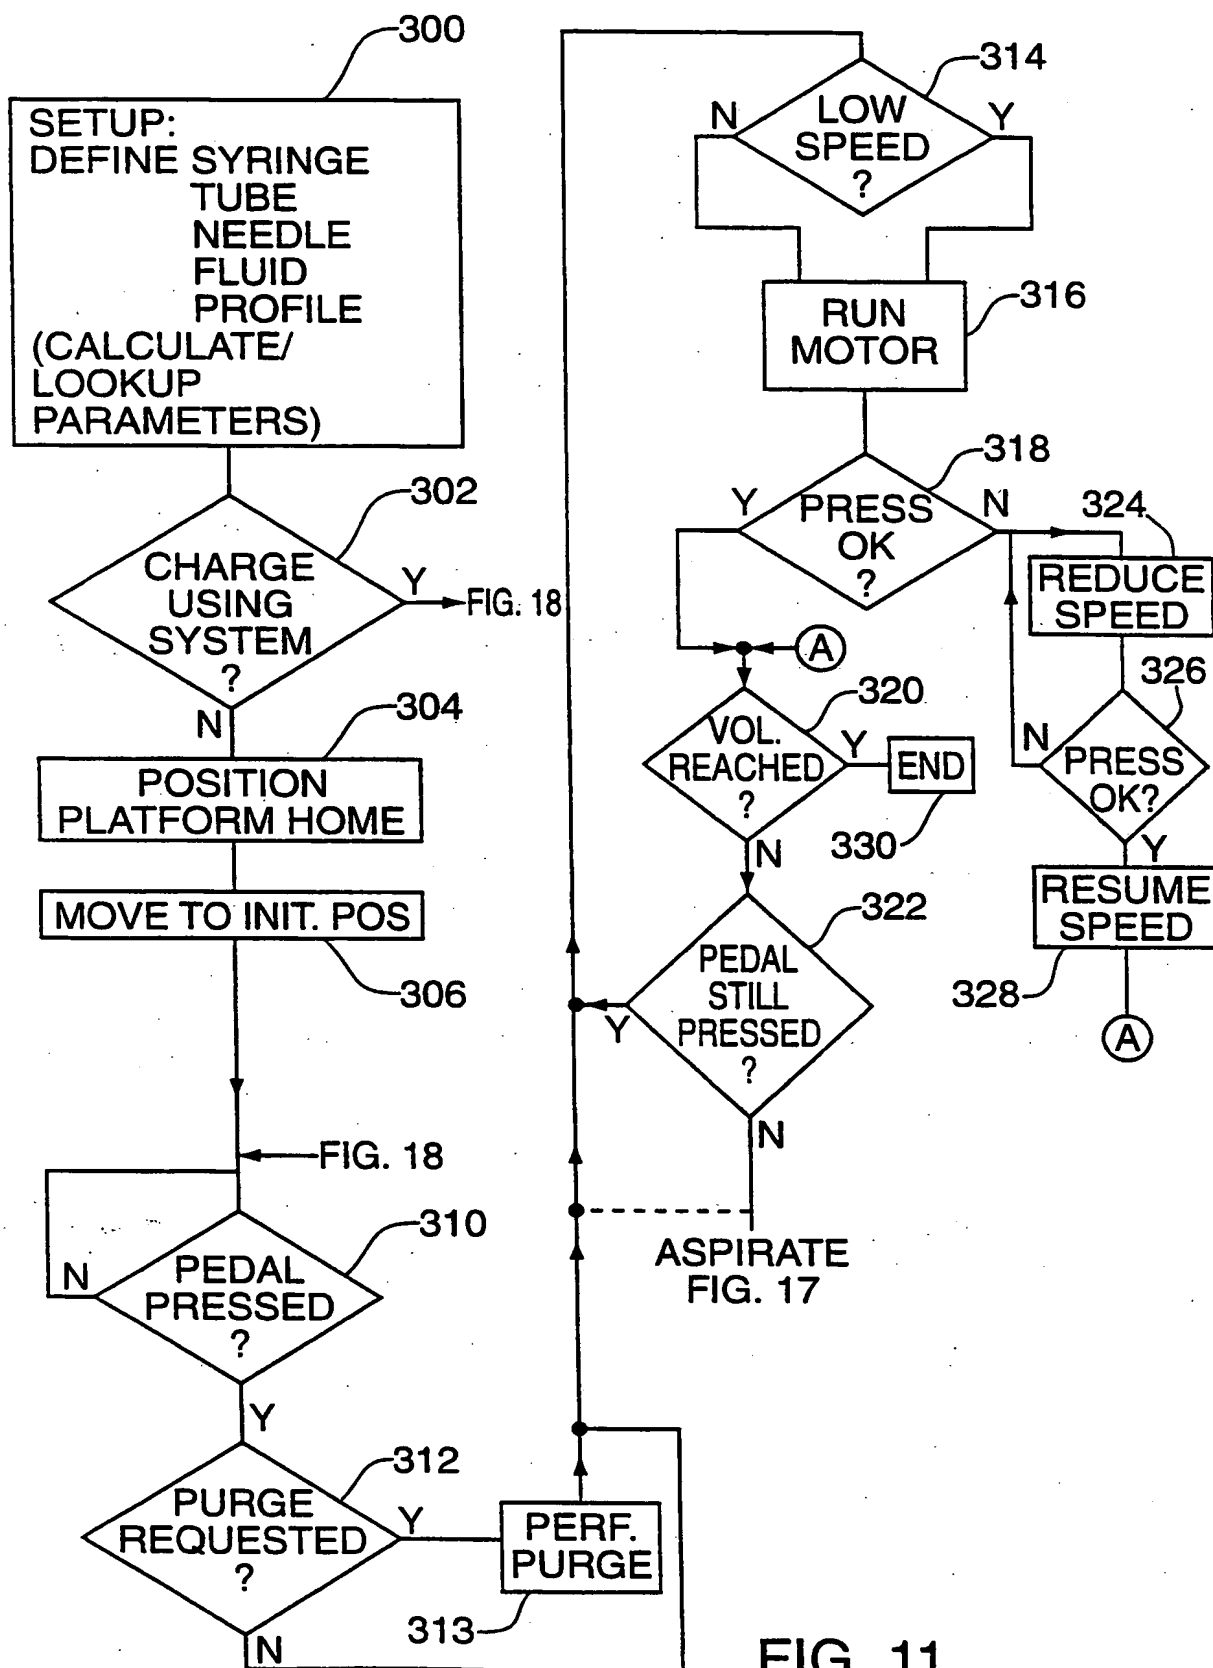 300
SETUP:
DEFINE SYRINGE
TUBE
NEEDLE
FLUID
PROFILE
(CALCULATE/
LOOKUP
PARAMETERS)
302
CHARGE
USING
SYSTEM
?
Y
FIG. 18
N
304
POSITION
PLATFORM HOME
MOVE TO INIT. POS
306
FIG. 18
310
PEDAL
PRESSED
?
N
Y
312
PURGE
REQUESTED
?
Y
N
PERF.
PURGE
313
314
N
LOW
SPEED
?
Y
RUN
MOTOR
316
318
Y
PRESS
OK
?
N
324
REDUCE
SPEED
326
N
PRESS
OK?
Y
RESUME
SPEED
328
A
A
320
VOL.
REACHED
?
Y
END
330
N
322
PEDAL
STILL
PRESSED
?
Y
N
ASPIRATE
FIG. 17
FIG. 11